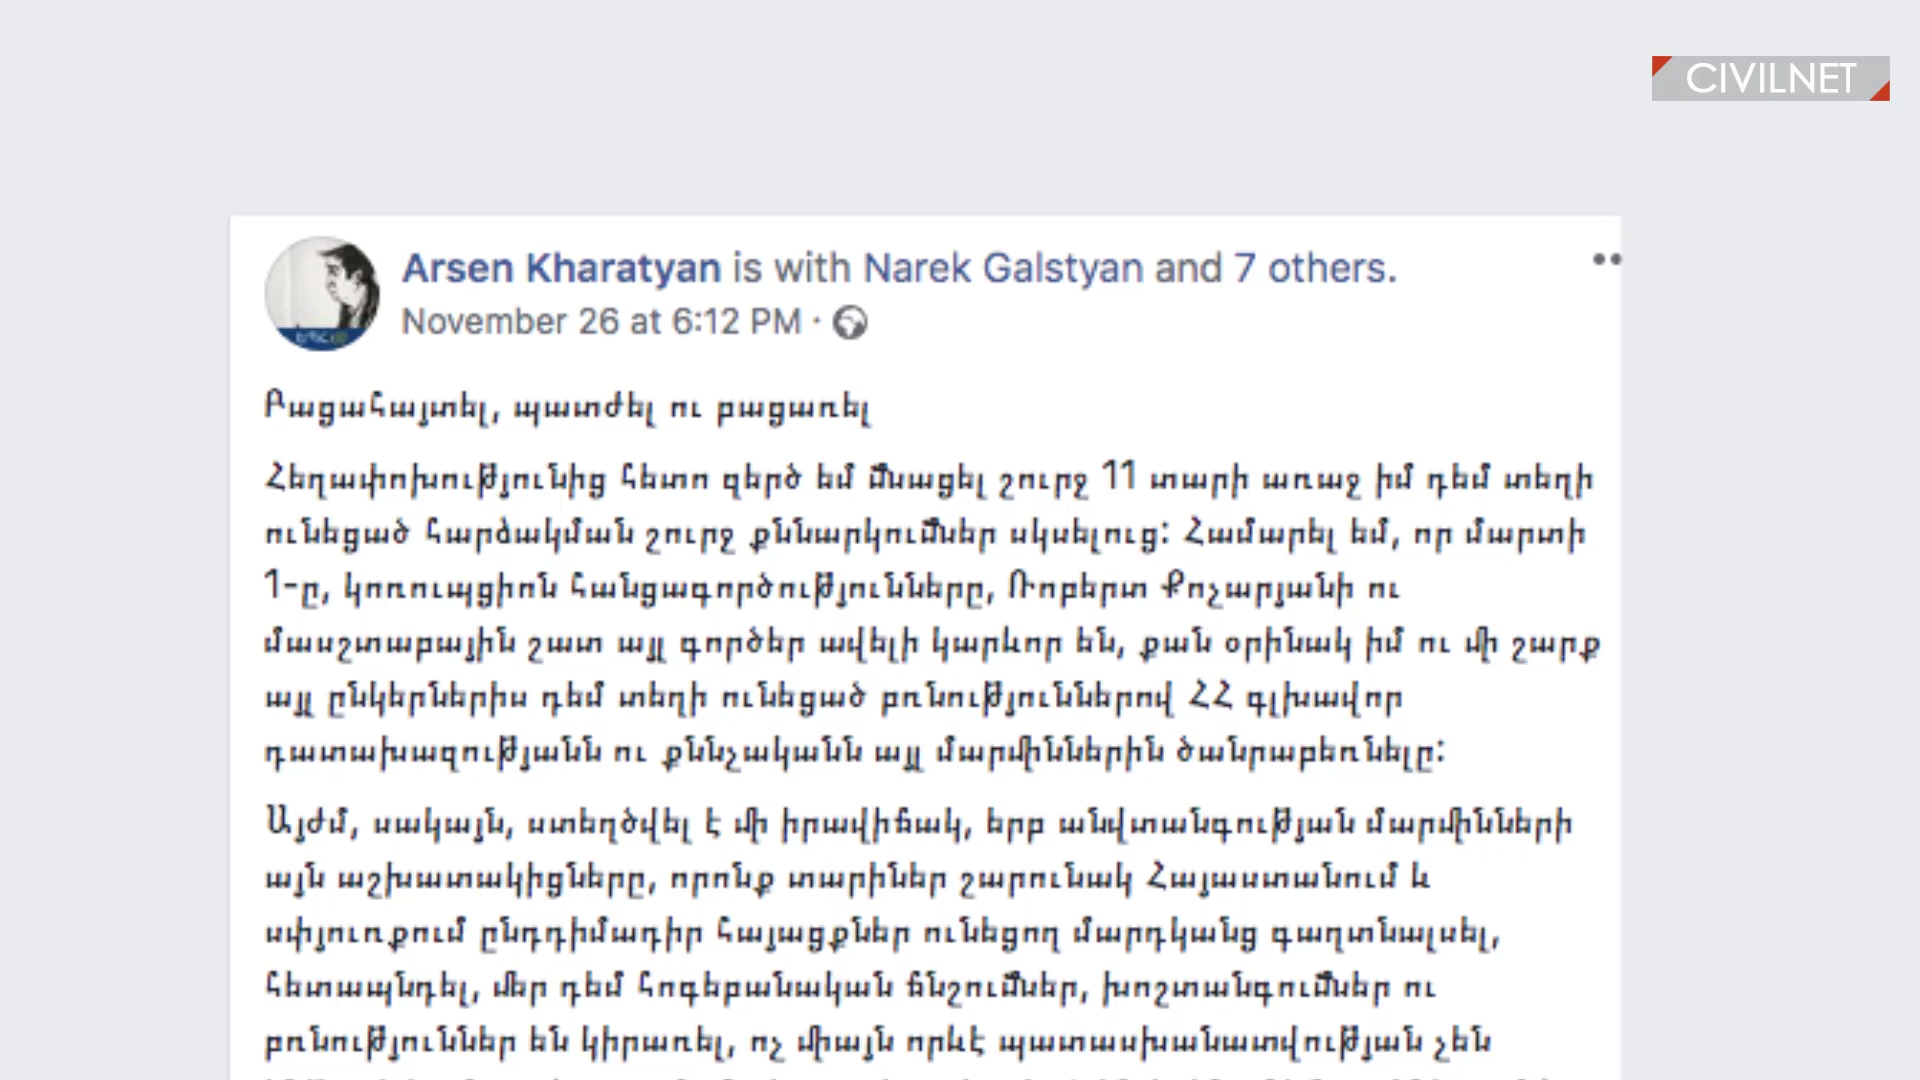 CIVILNET
Arsen Kharatyan is with Narek Galstyan and 7 others.
November 26 at 6:12 PM ·
Բացահայտել, պատժել ու բացառել
Հեղափոխությունից հետո զերծ եմ մնացել շուրջ 11 տարի առաջ իմ դեմ տեղի
ունեցած հարձակման շուրջ քննարկումներ սկսելուց: Համարել եմ, որ մարտի
1-ը, կոռուպցիոն հանցագործությունները, Ռոբերտ Քոչարյանի ու
մասշտաբային շատ այլ գործեր ավելի կարևոր են, քան օրինակ իմ ու մի շարք
այլ ընկերներիս դեմ տեղի ունեցած բռնություններով ՀՀ գլխավոր
դատախազությանն ու քննչականն այլ մարմիններին ծանրաբեռնելը:
Այժմ, սակայն, ստեղծվել է մի իրավիճակ, երբ անվտանգության մարմինների
այն աշխատակիցները, որոնք տարիներ շարունակ Հայաստանում և
սփյուռքում ընդդիմադիր հայացքներ ունեցող մարդկանց գաղտնալսել,
հետապնդել, մեր դեմ հոգեբանական ճնշումներ, խոշտանգումներ ու
բռնություններ են կիրառել, ոչ միայն որևէ պատասխանատվության չեն